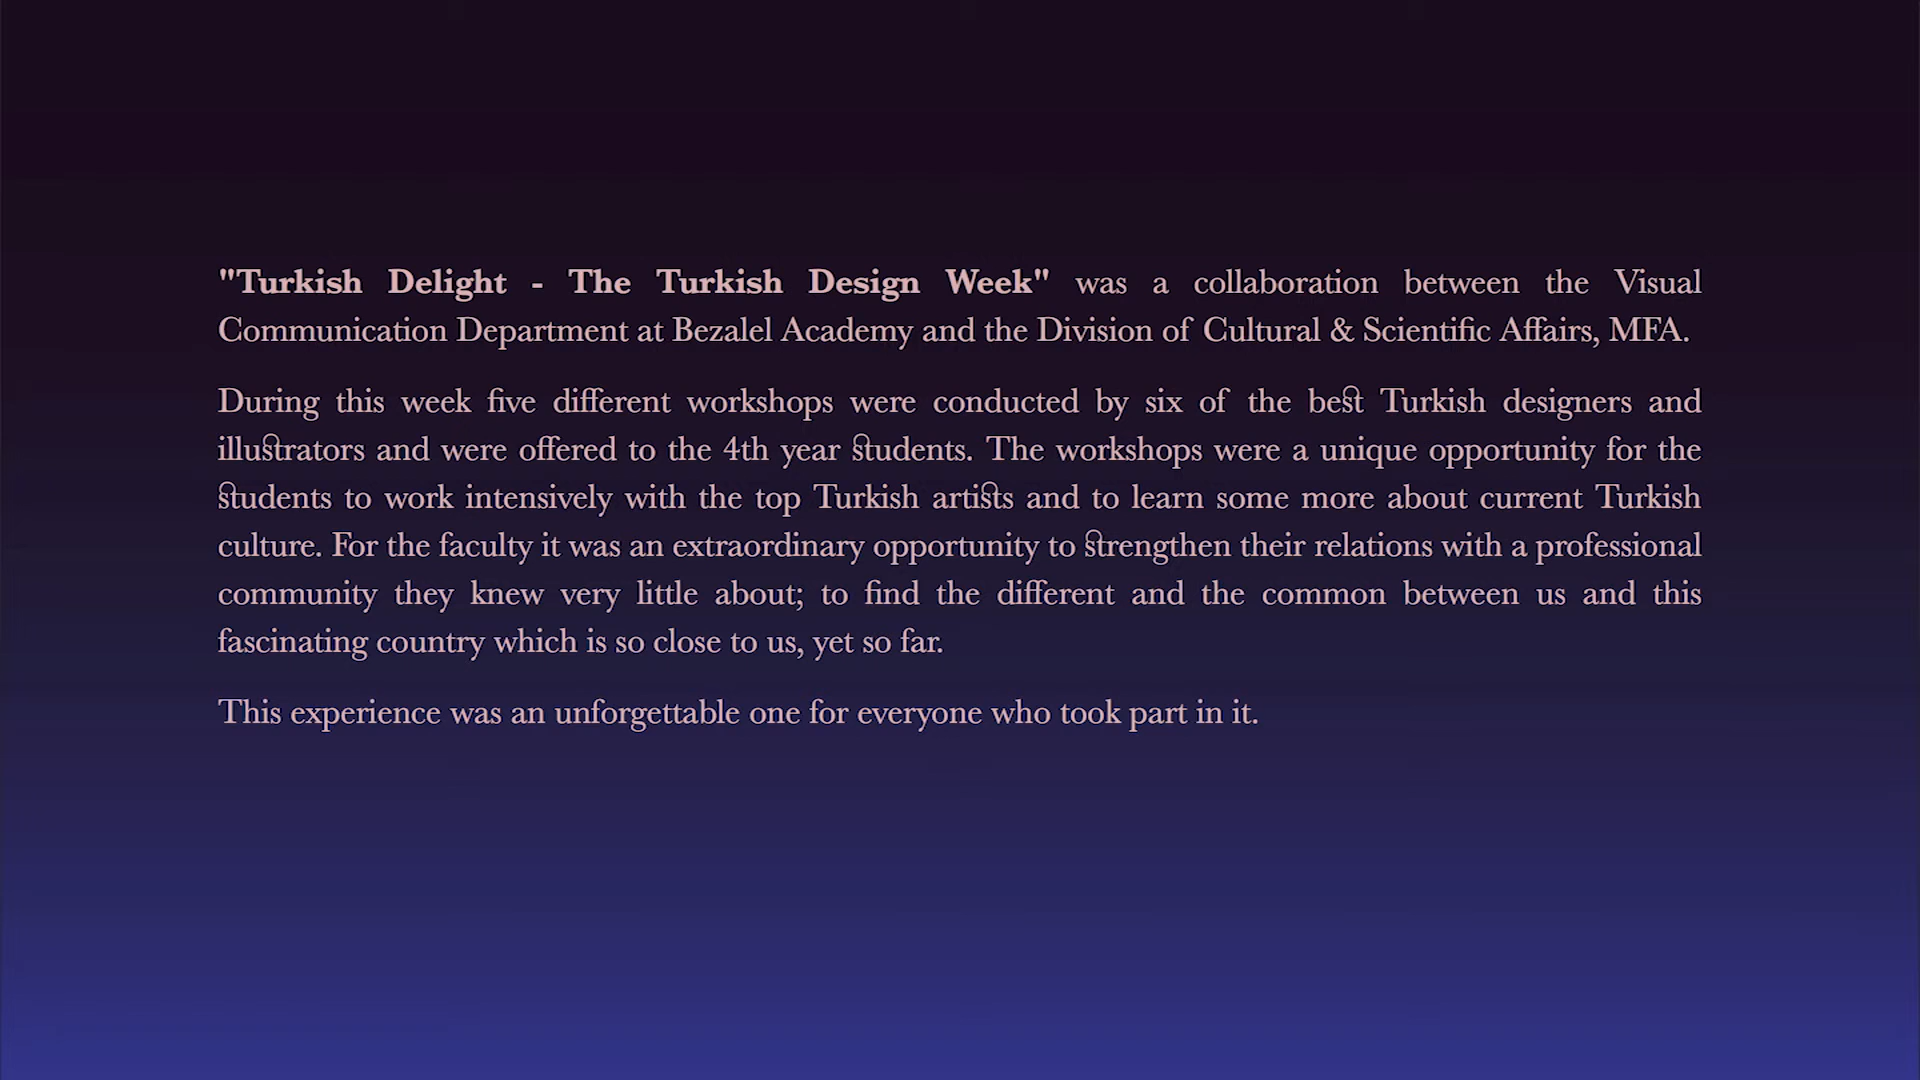 "Turkish Delight - The Turkish Design Week" was a collaboration between the Visual
Communication Department at Bezalel Academy and the Division of Cultural & Scientific Affairs, MFA.
During this week five different workshops were conducted by six of the best Turkish designers and
illustrators and were offered to the 4th year students. The workshops were a unique opportunity for the
students to work intensively with the top Turkish artists and to learn some more about current Turkish
culture. For the faculty it was an extraordinary opportunity to strengthen their relations with a professional
community they knew very little about; to find the different and the common between us and this
fascinating country which is so close to us, yet so far.
This experience was an unforgettable one for everyone who took part in it.